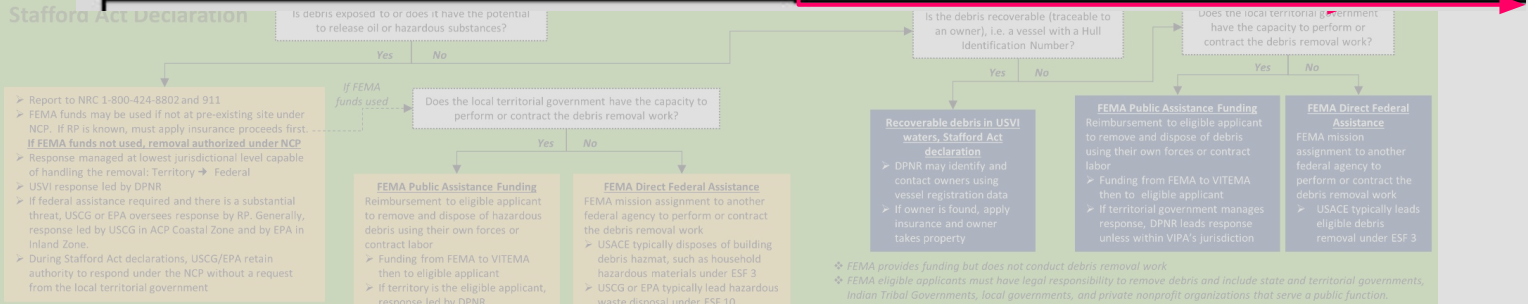 Stafford Act Declaration
Is debris exposed to or does it have the potential
to release oil or hazardous substances?
Yes No
➢ Report to NRC 1-800-424-8802 and 911
➢ FEMA funds may be used if not at pre-existing site under
NCP. If RP is known, must apply insurance proceeds first.
If FEMA funds not used, removal authorized under NCP
➢ Response managed at lowest jurisdictional level capable
of handling the removal: Territory ➔ Federal
➢ USVI response led by DPNR
➢ If federal assistance required and there is a substantial
threat, USCG or EPA oversees response by RP. Generally,
response led by USCG in ACP Coastal Zone and by EPA in
Inland Zone.
➢ During Stafford Act declarations, USCG/EPA retain
authority to respond under the NCP without a request
from the local territorial government
If FEMA
funds used
Does the local territorial government have the capacity to
perform or contract the debris removal work?
Yes No
FEMA Public Assistance Funding
Reimbursement to eligible applicant
to remove and dispose of hazardous
debris using their own forces or
contract labor
➢ Funding from FEMA to VITEMA
then to eligible applicant
➢ If territory is the eligible applicant,
response led by DPNR
FEMA Direct Federal Assistance
FEMA mission assignment to another
federal agency to perform or contract
the debris removal work
➢ USACE typically disposes of building
debris hazmat, such as household
hazardous materials under ESF 3
➢ USCG or EPA typically lead hazardous
waste disposal under ESF 10
Is the debris recoverable (traceable to
an owner), i.e. a vessel with a Hull
Identification Number?
Yes No
Recoverable debris in USVI
waters, Stafford Act
declaration
➢ DPNR may identify and
contact owners using
vessel registration data
➢ If owner is found, apply
insurance and owner
takes property
Does the local territorial government
have the capacity to perform or
contract the debris removal work?
Yes No
FEMA Public Assistance Funding
Reimbursement to eligible applicant
to remove and dispose of debris
using their own forces or contract
labor
➢ Funding from FEMA to VITEMA
then to eligible applicant
➢ If territorial government manages
response, DPNR leads response
unless within VIPA's jurisdiction
FEMA Direct Federal
Assistance
FEMA mission
assignment to another
federal agency to
perform or contract the
debris removal work
➢ USACE typically leads
eligible debris
removal under ESF 3
❖ FEMA provides funding but does not conduct debris removal work
❖ FEMA eligible applicants must have legal responsibility to remove debris and include state and territorial governments,
Indian Tribal Governments, local governments, and private nonprofit organizations that serve a public function.